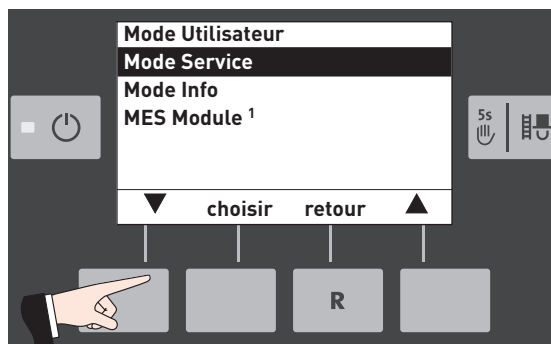 Mode Utilisateur
Mode Service
Mode Info
MES Module 1
5s
▼ choisir retour ▲
R